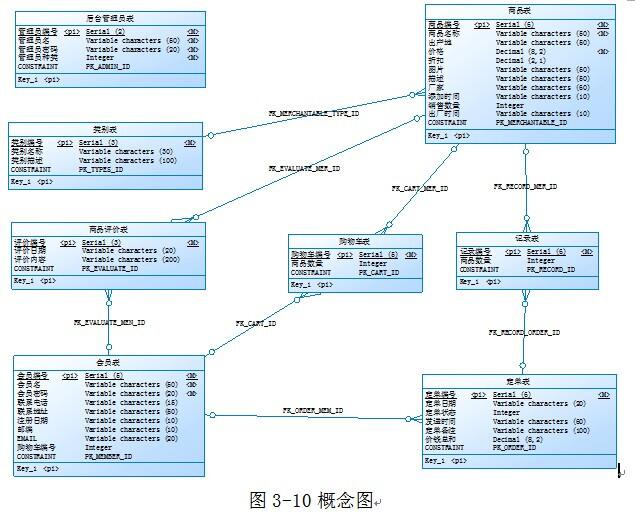 后台管理员表
管理员编号 <pi> Serial (2) <M>
管理员名 Variable characters (50) <M>
管理员密码 Variable characters (20) <M>
管理员种类 Integer <M>
CONSTRAINT PK_ADMIN_ID
Key_1 <pi>
商品表
商品编号 <pi> Serial (6) <M>
商品名称 Variable characters (50) <M>
出产地 Variable characters (50)
价格 Decimal (8,2) <M>
折扣 Decimal (2,1)
图片 Variable characters (50)
描述 Variable characters (50)
厂家 Variable characters (60)
添加时间 Variable characters (10)
销售数量 Integer
出厂时间 Variable characters (10)
CONSTRAINT PK_MERCHANTABLE_ID
Key_1 <pi>
FK_MERCHANTABLE_TYPE_ID
类别表
类别编号 <pi> Serial (3) <M>
类别名称 Variable characters (30)
类别描述 Variable characters (100)
CONSTRAINT PK_TYPES_ID
Key_1 <pi>
FK_EVALUATE_MER_ID
FK_CART_MER_ID
FK_RECORD_MER_ID
商品评价表
评价编号 <pi> Serial (3) <M>
评价日期 Variable characters (20)
评价内容 Variable characters (200)
CONSTRAINT PK_EVALUATE_ID
Key_1 <pi>
购物车表
购物车编号 <pi> Serial (5) <M>
商品数量 Integer
CONSTRAINT PK_CART_ID
Key_1 <pi>
记录表
记录编号 <pi> Serial (6) <M>
商品数量 Integer
CONSTRAINT PK_RECORD_ID
Key_1 <pi>
FK_EVALUATE_MEN_ID
FK_CART_ID
FK_RECORD_ORDER_ID
会员表
会员编号 <pi> Serial (5) <M>
会员名 Variable characters (50) <M>
会员密码 Variable characters (20) <M>
联系电话 Variable characters (15)
联系地址 Variable characters (50)
注册日期 Variable characters (10)
邮编 Variable characters (10)
EMAIL Variable characters (20)
购物车编号 Integer
CONSTRAINT PK_MEMBER_ID
Key_1 <pi>
FK_ORDER_MEM_ID
定单表
定单编号 <pi> Serial (6) <M>
定单日期 Variable characters (20)
定单状态 Integer
发送时间 Variable characters (50)
定单备注 Variable characters (100)
价钱总和 Decimal (8,2)
CONSTRAINT PK_ORDER_ID
Key_1 <pi>
图 3-10 概念图